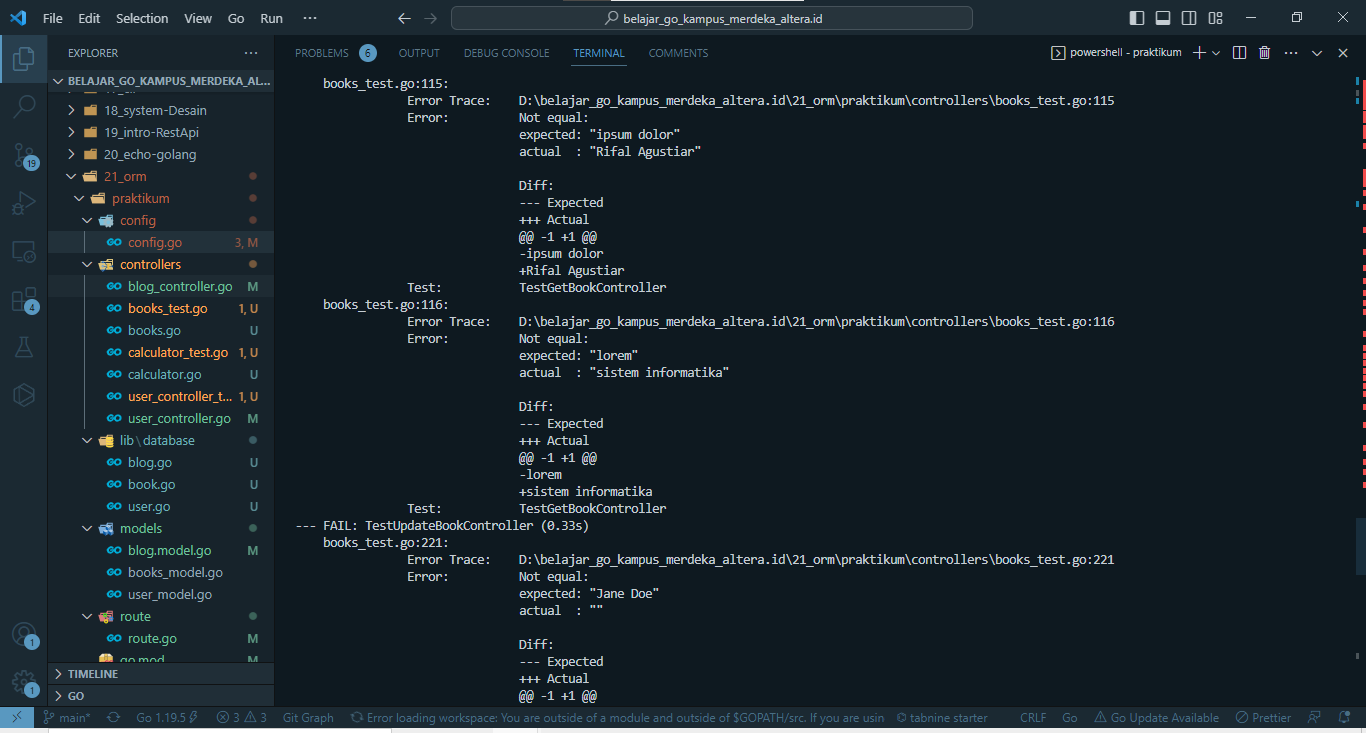 File Edit Selection View Go Run ··· belajar_go_kampus_merdeka_altera.id
EXPLORER ···
BELAJAR_GO_KAMPUS_MERDEKA_AL...
18_system-Desain
19_intro-RestApi
20_echo-golang
21_orm
praktikum
config
config.go 3, M
controllers
blog_controller.go M
books_test.go 1, U
books.go U
calculator_test.go 1, U
calculator.go U
user_controller_t... 1, U
user_controller.go M
lib\database
blog.go U
book.go U
user.go U
models
blog.model.go M
books_model.go
user_model.go
route
route.go M
go.mod M
TIMELINE
GO
19
4
1
1
PROBLEMS 6 OUTPUT DEBUG CONSOLE TERMINAL COMMENTS powershell - praktikum
books_test.go:115:
Error Trace: D:\belajar_go_kampus_merdeka_altera.id\21_orm\praktikum\controllers\books_test.go:115
Error: Not equal:
expected: "ipsum dolor"
actual : "Rifal Agustiar"
Diff:
--- Expected
+++ Actual
@@ -1 +1 @@
-ipsum dolor
+Rifal Agustiar
Test: TestGetBookController
books_test.go:116:
Error Trace: D:\belajar_go_kampus_merdeka_altera.id\21_orm\praktikum\controllers\books_test.go:116
Error: Not equal:
expected: "lorem"
actual : "sistem informatika"
Diff:
--- Expected
+++ Actual
@@ -1 +1 @@
-lorem
+sistem informatika
Test: TestGetBookController
--- FAIL: TestUpdateBookController (0.33s)
books_test.go:221:
Error Trace: D:\belajar_go_kampus_merdeka_altera.id\21_orm\praktikum\controllers\books_test.go:221
Error: Not equal:
expected: "Jane Doe"
actual : ""
Diff:
--- Expected
+++ Actual
@@ -1 +1 @@
main* Go 1.19.5 3 3 Git Graph Error loading workspace: You are outside of a module and outside of $GOPATH/src. If you are usin tabnine starter CRLF Go Go Update Available Prettier